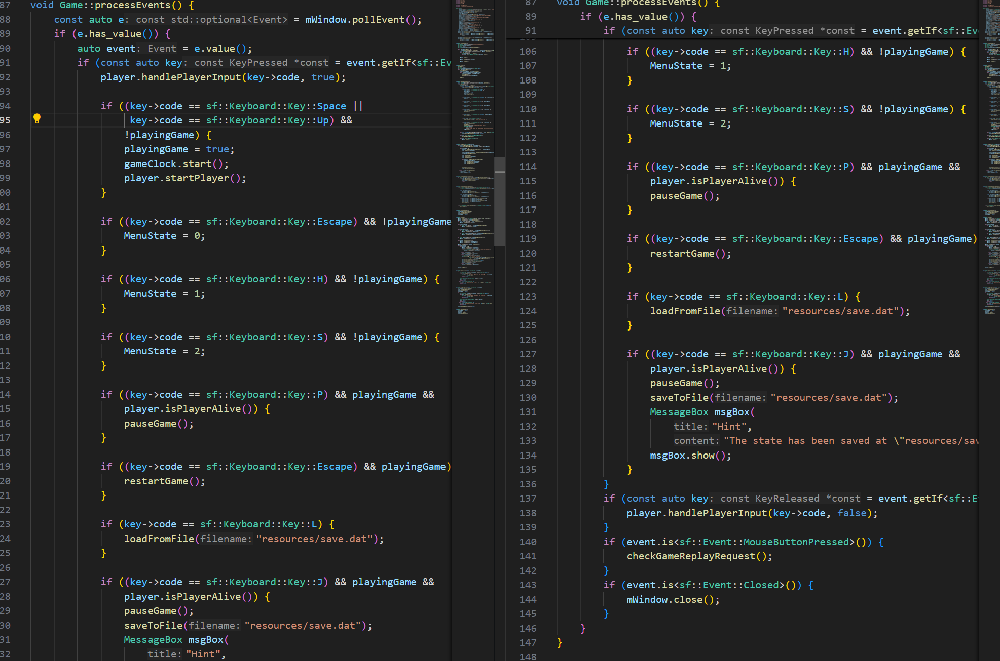 87 void Game::processEvents() {
88 const auto e: const std::optional<Event> = mWindow.pollEvent();
89 if (e.has_value()) {
90 auto event: Event = e.value();
91 if (const auto key: const KeyPressed *const = event.getIf<sf::Ev
92 player.handlePlayerInput(key->code, true);
93
94 if ((key->code == sf::Keyboard::Key::Space ||
95 key->code == sf::Keyboard::Key::Up) &&
96 !playingGame) {
97 playingGame = true;
98 gameClock.start();
99 player.startPlayer();
00 }
01
02 if ((key->code == sf::Keyboard::Key::Escape) && !playingGame
03 MenuState = 0;
04 }
05
06 if ((key->code == sf::Keyboard::Key::H) && !playingGame) {
07 MenuState = 1;
08 }
09
10 if ((key->code == sf::Keyboard::Key::S) && !playingGame) {
11 MenuState = 2;
12 }
13
14 if ((key->code == sf::Keyboard::Key::P) && playingGame &&
15 player.isPlayerAlive()) {
16 pauseGame();
17 }
18
19 if ((key->code == sf::Keyboard::Key::Escape) && playingGame)
20 restartGame();
21 }
22
23 if (key->code == sf::Keyboard::Key::L) {
24 loadFromFile(filename: "resources/save.dat");
25 }
26
27 if ((key->code == sf::Keyboard::Key::J) && playingGame &&
28 player.isPlayerAlive()) {
29 pauseGame();
30 saveToFile(filename: "resources/save.dat");
31 MessageBox msgBox(
32 title: "Hint",
87 void Game::processEvents() {
89 if (e.has_value()) {
91 if (const auto key: const KeyPressed *const = event.getIf<sf::Ev
106 if ((key->code == sf::Keyboard::Key::H) && !playingGame) {
107 MenuState = 1;
108 }
109
110 if ((key->code == sf::Keyboard::Key::S) && !playingGame) {
111 MenuState = 2;
112 }
113
114 if ((key->code == sf::Keyboard::Key::P) && playingGame &&
115 player.isPlayerAlive()) {
116 pauseGame();
117 }
118
119 if ((key->code == sf::Keyboard::Key::Escape) && playingGame)
120 restartGame();
121 }
122
123 if (key->code == sf::Keyboard::Key::L) {
124 loadFromFile(filename: "resources/save.dat");
125 }
126
127 if ((key->code == sf::Keyboard::Key::J) && playingGame &&
128 player.isPlayerAlive()) {
129 pauseGame();
130 saveToFile(filename: "resources/save.dat");
131 MessageBox msgBox(
132 title: "Hint",
133 content: "The state has been saved at \"resources/sav
134 msgBox.show();
135 }
136 }
137 if (const auto key: const KeyReleased *const = event.getIf<sf::E
138 player.handlePlayerInput(key->code, false);
139 }
140 if (event.is<sf::Event::MouseButtonPressed>()) {
141 checkGameReplayRequest();
142 }
143 if (event.is<sf::Event::Closed>()) {
144 mWindow.close();
145 }
146 }
147 }
148